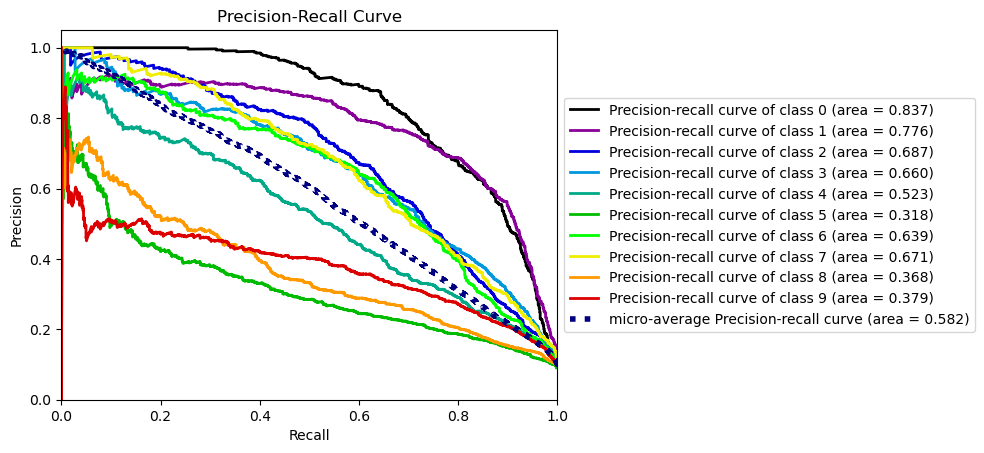 Precision-Recall Curve
1.0
0.8
0.6
0.4
0.2
0.0
Precision
0.0 0.2 0.4 0.6 0.8 1.0
Recall
Precision-recall curve of class 0 (area = 0.837)
Precision-recall curve of class 1 (area = 0.776)
Precision-recall curve of class 2 (area = 0.687)
Precision-recall curve of class 3 (area = 0.660)
Precision-recall curve of class 4 (area = 0.523)
Precision-recall curve of class 5 (area = 0.318)
Precision-recall curve of class 6 (area = 0.639)
Precision-recall curve of class 7 (area = 0.671)
Precision-recall curve of class 8 (area = 0.368)
Precision-recall curve of class 9 (area = 0.379)
micro-average Precision-recall curve (area = 0.582)